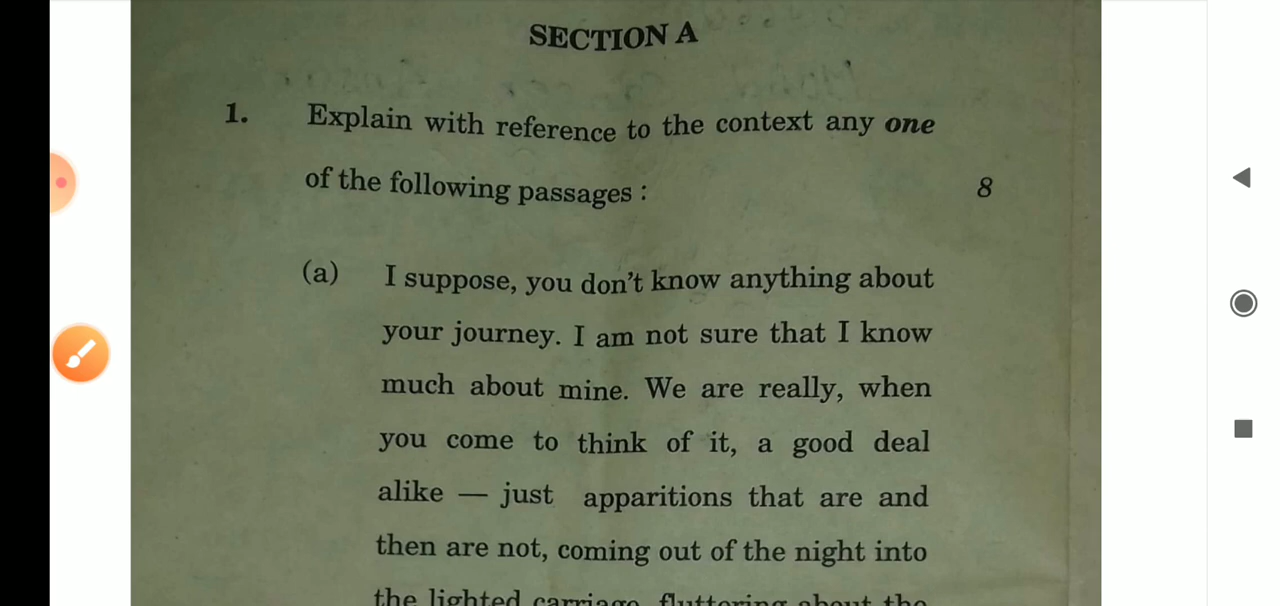 SECTION A
1. Explain with reference to the context any one
of the following passages : 8
(a) I suppose, you don't know anything about
your journey. I am not sure that I know
much about mine. We are really, when
you come to think of it, a good deal
alike — just apparitions that are and
then are not, coming out of the night into
the lighted carriage, fluttering about the